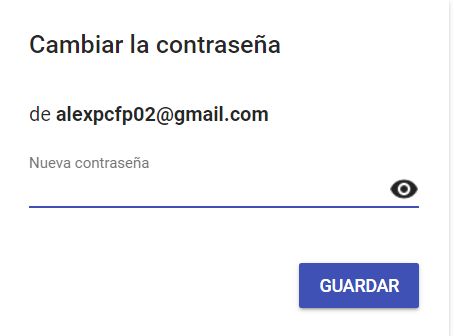 Cambiar la contraseña
de alexpcfp02@gmail.com
Nueva contraseña
GUARDAR